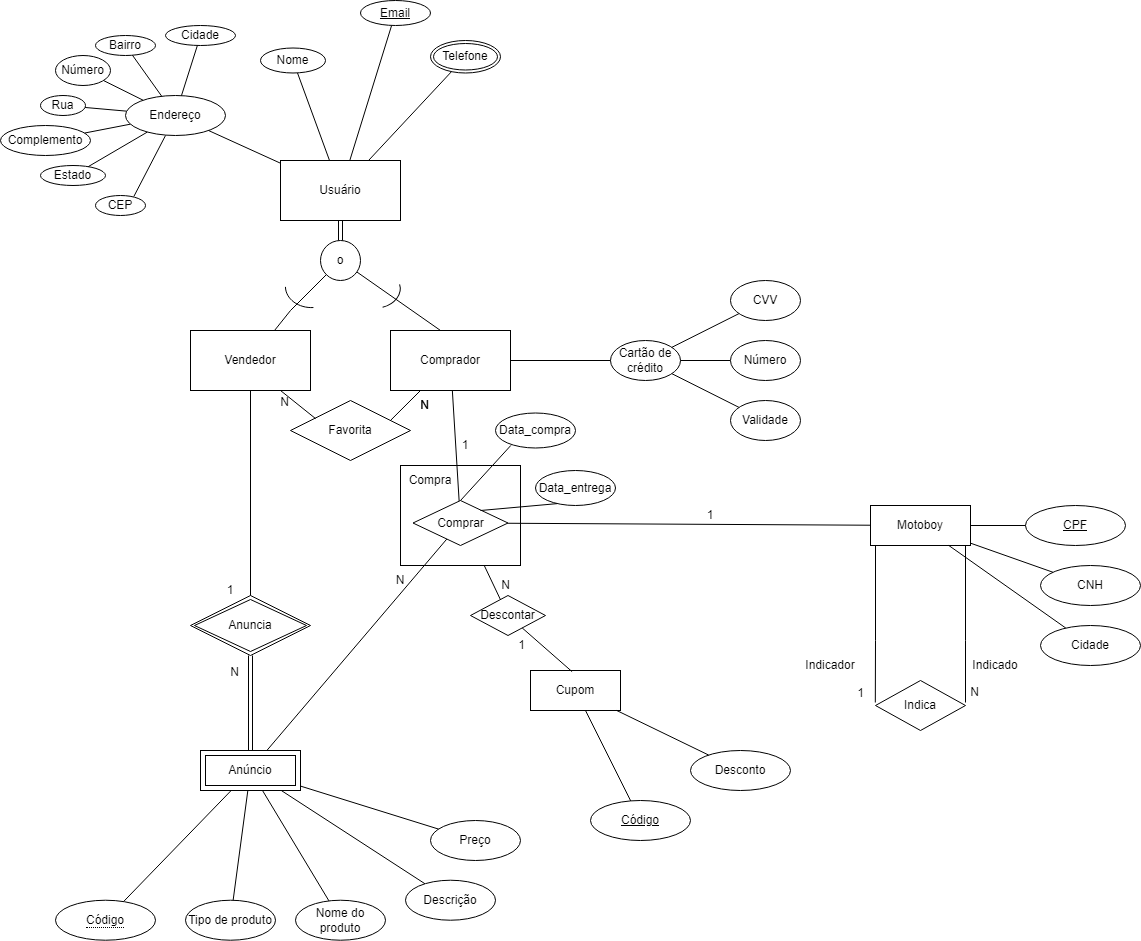 Email
Cidade
Bairro
Nome
Telefone
Número
Rua
Endereço
Complemento
Estado
CEP
Usuário
o
CVV
Vendedor
Comprador
Cartão de
crédito
Número
N
N
Favorita
Validade
1
Data_compra
Compra
Data_entrega
Comprar
1
Motoboy
CPF
N
N
CNH
1
Descontar
Anuncia
1
Cidade
N
Indicador
Indicado
Cupom
1
N
Indica
Anúncio
Desconto
Código
Preço
Descrição
Código
Tipo de produto
Nome do
produto